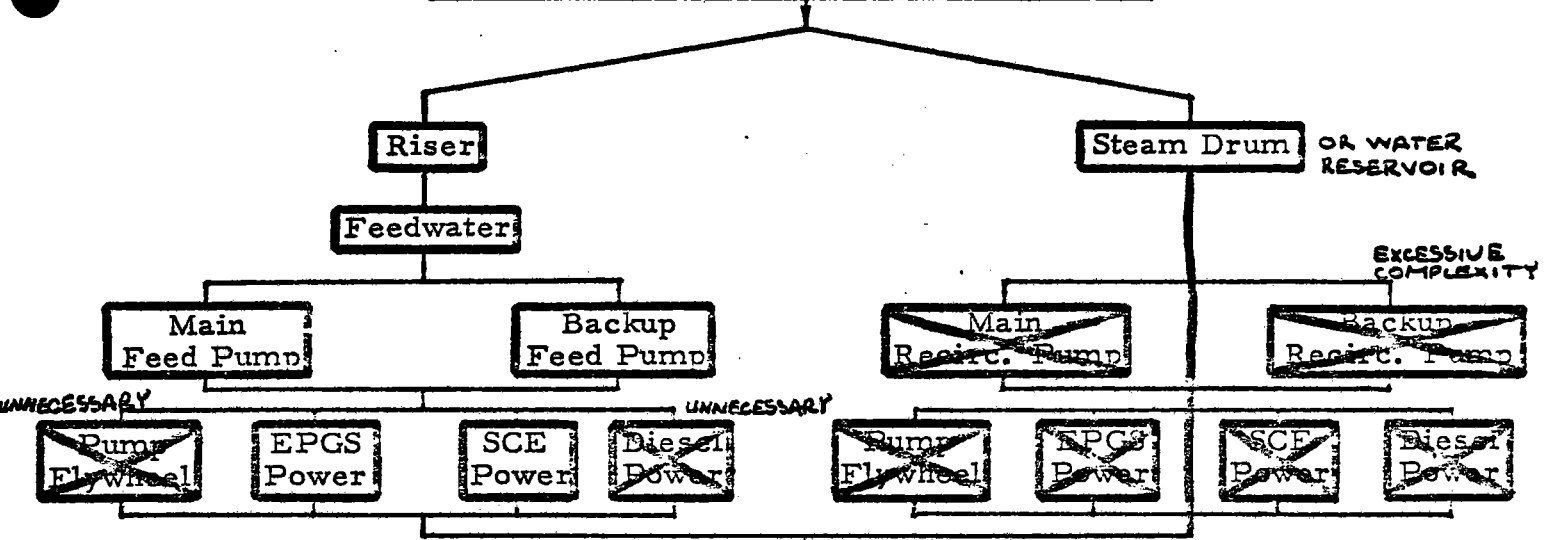 Riser
Steam Drum
OR WATER
RESERVOIR
Feedwater
EXCESSIVE
COMPLEXITY
Main
Feed Pump
Backup
Feed Pump
Main
Recirc. Pump
Backup
Recirc. Pump
UNNECESSARY
UNNECESSARY
Pump
Flywheel
EPGS
Power
SCE
Power
Diesel
Power
Pump
Flywheel
EPGS
Power
SCE
Power
Diesel
Power